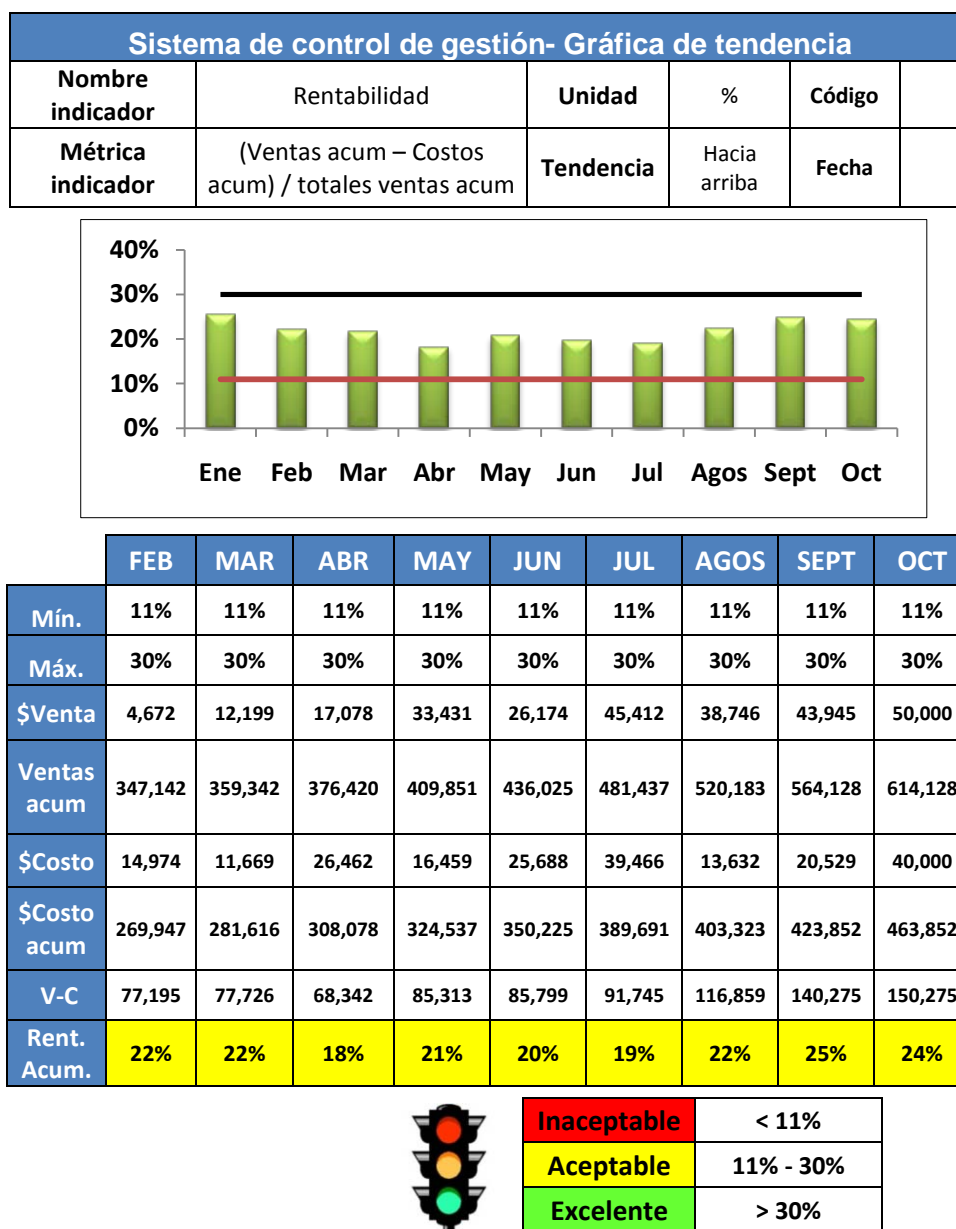 Sistema de control de gestión- Gráfica de tendencia
Nombre indicador Rentabilidad Unidad % Código
Métrica indicador (Ventas acum – Costos acum) / totales ventas acum Tendencia Hacia arriba Fecha
40%
30%
20%
10%
0%
Ene Feb Mar Abr May Jun Jul Agos Sept Oct
FEB MAR ABR MAY JUN JUL AGOS SEPT OCT
Mín. 11% 11% 11% 11% 11% 11% 11% 11% 11%
Máx. 30% 30% 30% 30% 30% 30% 30% 30% 30%
$Venta 4,672 12,199 17,078 33,431 26,174 45,412 38,746 43,945 50,000
Ventas acum 347,142 359,342 376,420 409,851 436,025 481,437 520,183 564,128 614,128
$Costo 14,974 11,669 26,462 16,459 25,688 39,466 13,632 20,529 40,000
$Costo acum 269,947 281,616 308,078 324,537 350,225 389,691 403,323 423,852 463,852
V-C 77,195 77,726 68,342 85,313 85,799 91,745 116,859 140,275 150,275
Rent. Acum. 22% 22% 18% 21% 20% 19% 22% 25% 24%
Inaceptable < 11%
Aceptable 11% - 30%
Excelente > 30%